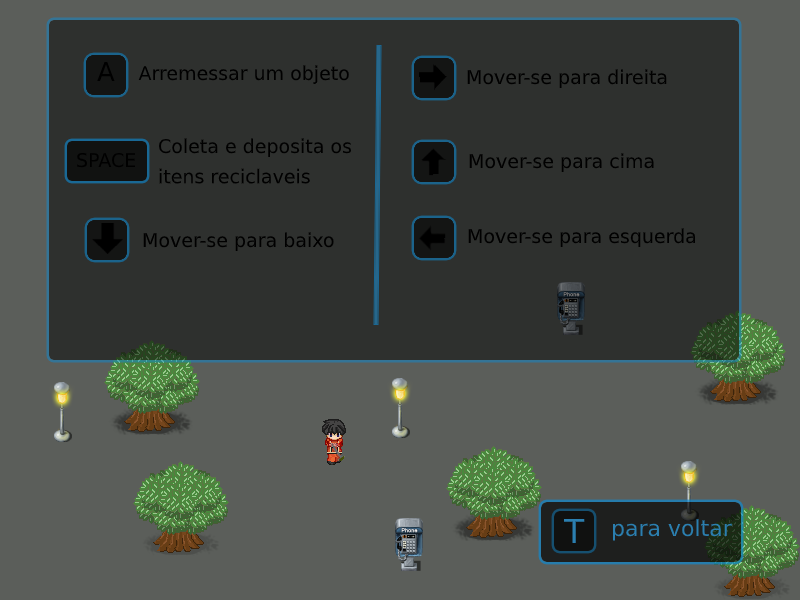 A Arremessar um objeto
SPACE Coleta e deposita os
itens reciclaveis
Mover-se para baixo
Mover-se para direita
Mover-se para cima
Mover-se para esquerda
Phone
Phone
T para voltar